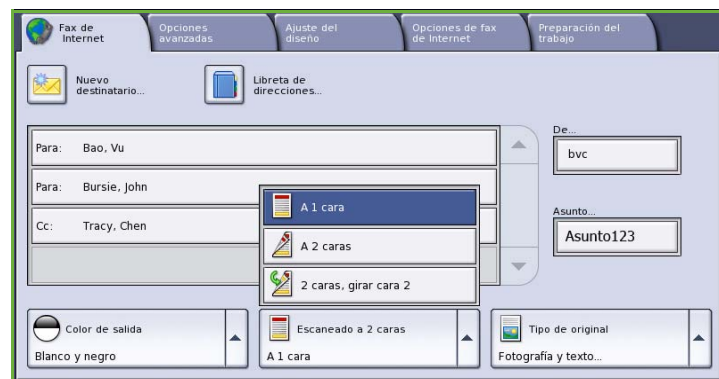 Fax de
Internet
Opciones
avanzadas
Ajuste del
diseño
Opciones de fax
de Internet
Preparación del
trabajo
Nuevo
destinatario...
Libreta de
direcciones...
De...
bvc
Para: Bao, Vu
Para: Bursie, John
Cc: Tracy, Chen
Asunto...
Asunto123
A 1 cara
A 2 caras
2 caras, girar cara 2
Color de salida
Blanco y negro
Escaneado a 2 caras
A 1 cara
Tipo de original
Fotografía y texto...